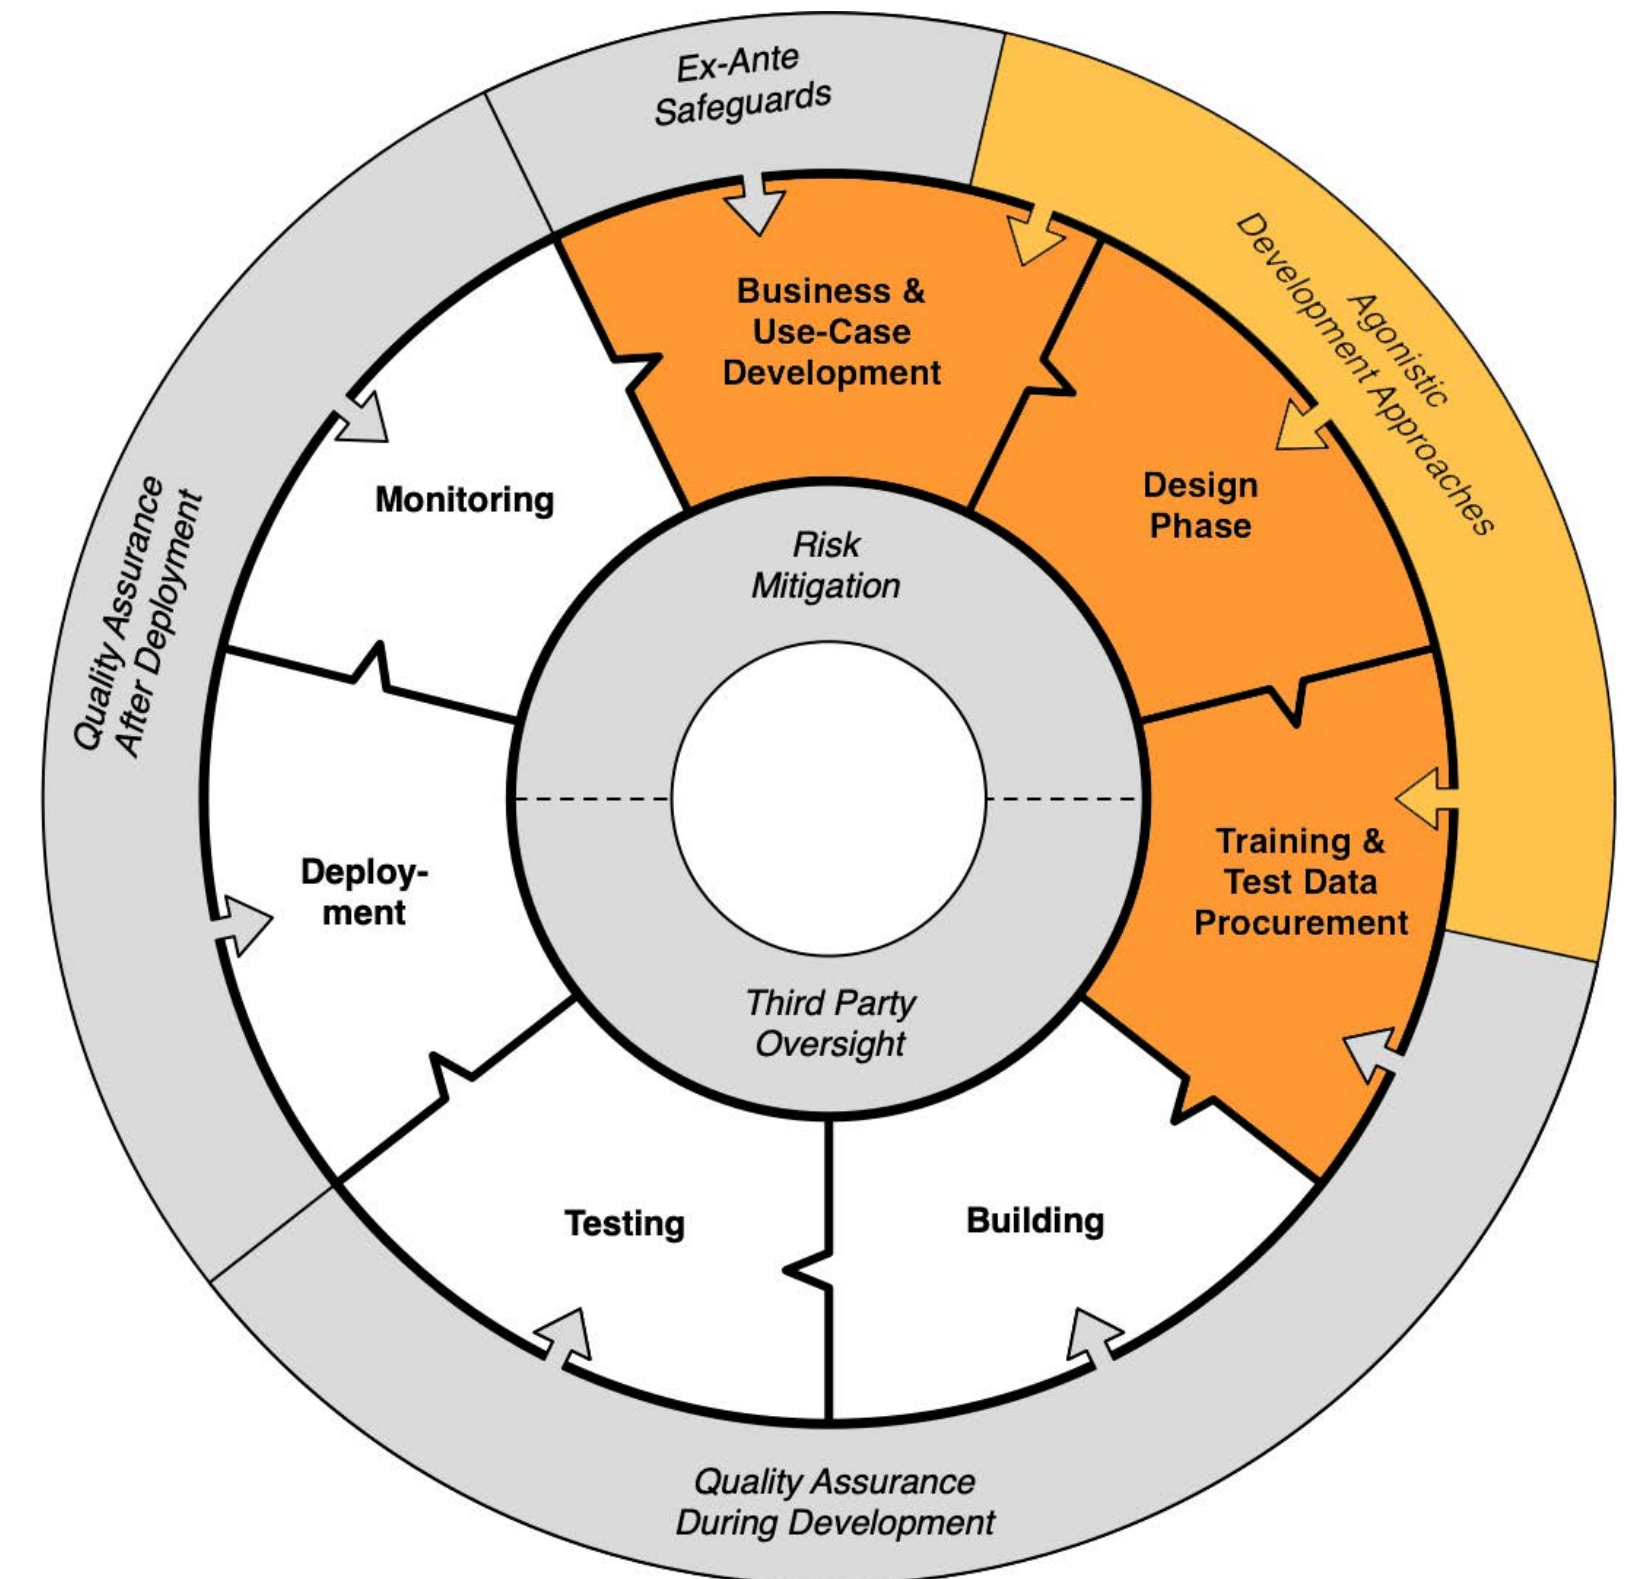 Ex-Ante
Safeguards
Agonistic
Development Approaches
Business &
Use-Case
Development
Design
Phase
Monitoring
Risk
Mitigation
Quality Assurance
After Deployment
Training &
Test Data
Procurement
Deploy-
ment
Third Party
Oversight
Testing
Building
Quality Assurance
During Development